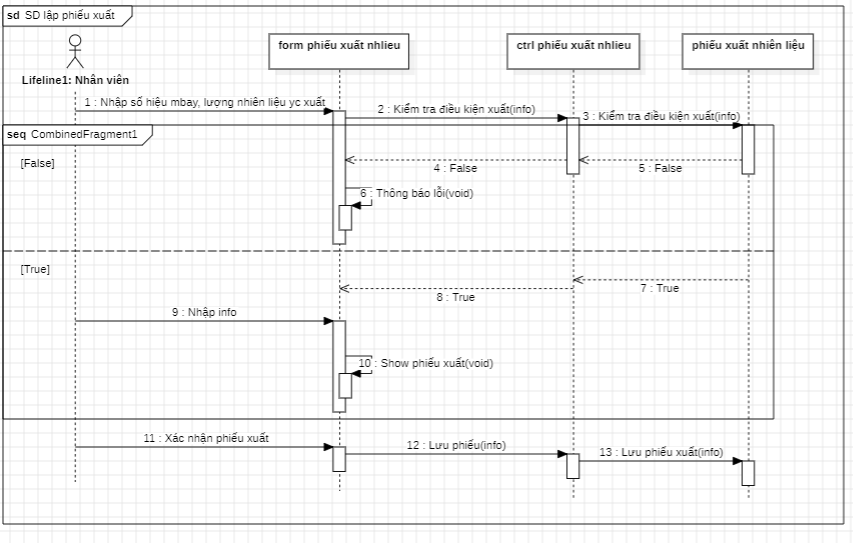 sd SD lập phiếu xuất
form phiếu xuất nhlieu
ctrl phiếu xuất nhlieu
phiếu xuất nhiên liệu
Lifeline1: Nhân viên
1 : Nhập số hiệu mbay, lượng nhiên liệu yc xuất
2 : Kiểm tra điều kiện xuất(info)
3 : Kiểm tra điều kiện xuất(info)
seq CombinedFragment1
[False]
4 : False
5 : False
6 : Thông báo lỗi(void)
[True]
7 : True
8 : True
9 : Nhập info
10 : Show phiếu xuất(void)
11 : Xác nhận phiếu xuất
12 : Lưu phiếu(info)
13 : Lưu phiếu xuất(info)